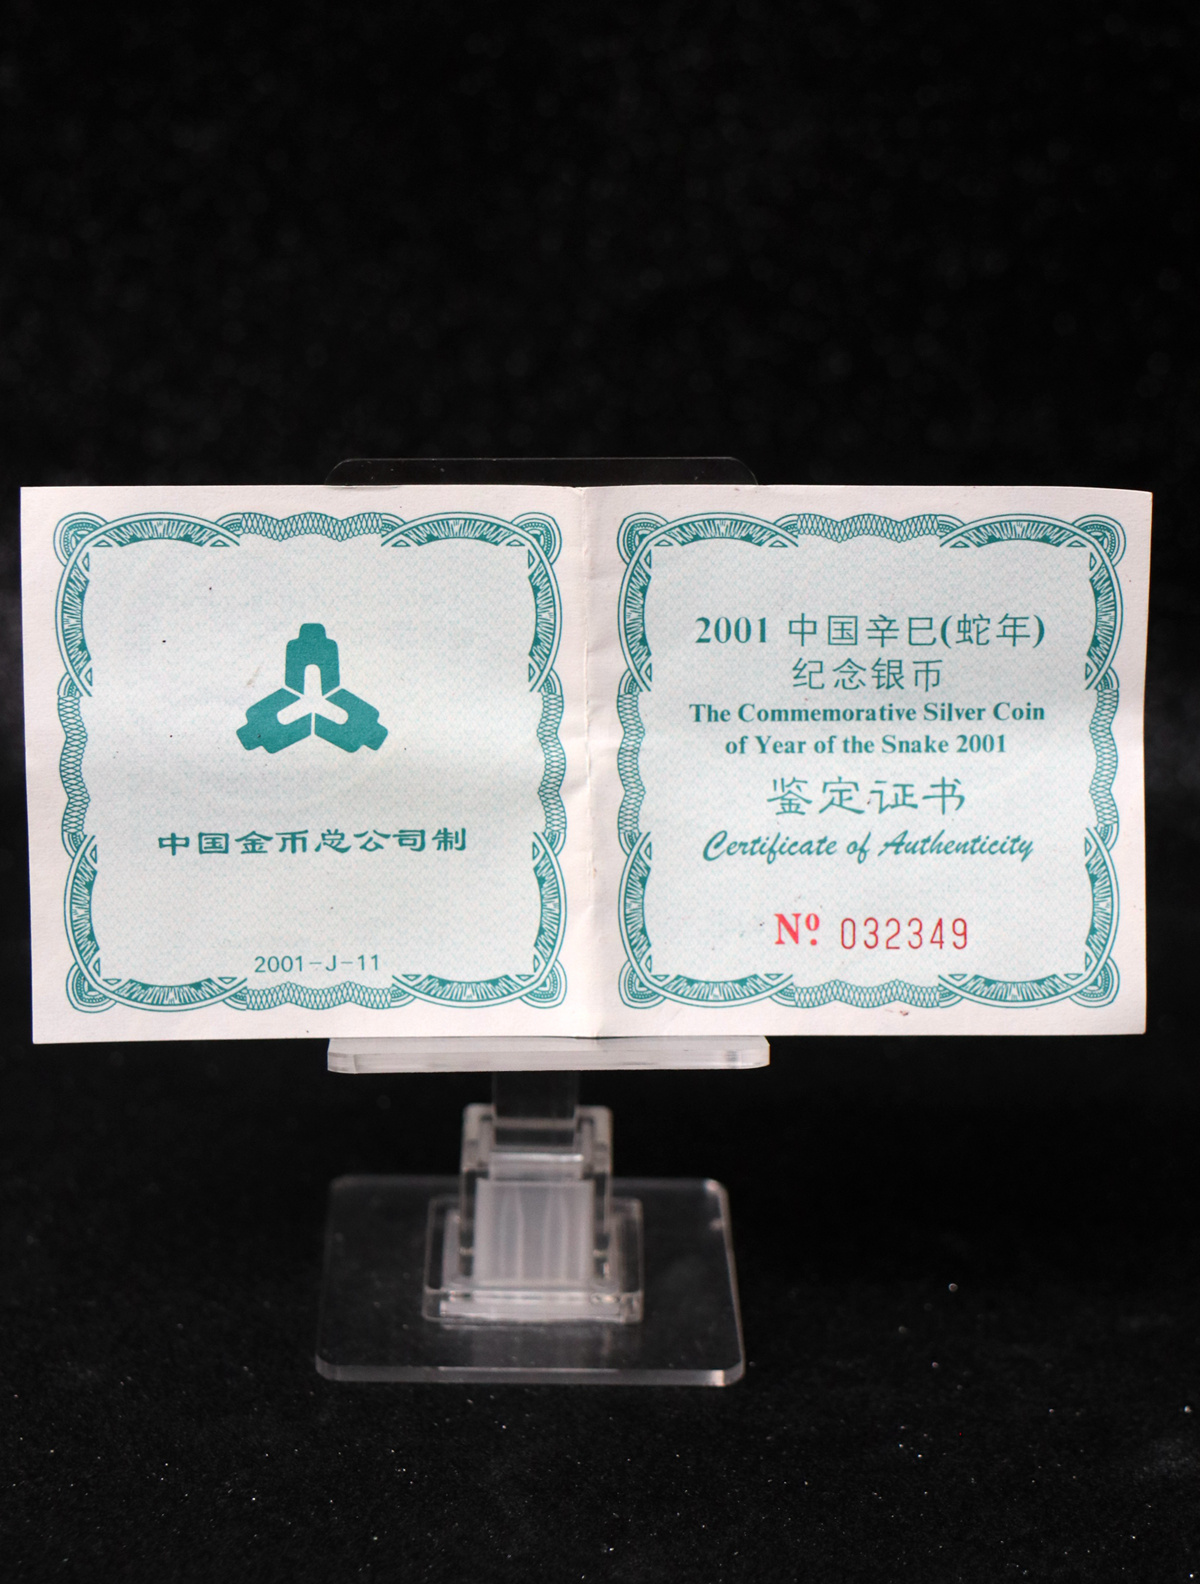 中国金币总公司制
2001-J-11
2001 中国辛巳(蛇年)
纪念银币
The Commemorative Silver Coin
of Year of the Snake 2001
鉴定证书
Certificate of Authenticity
Nº 032349